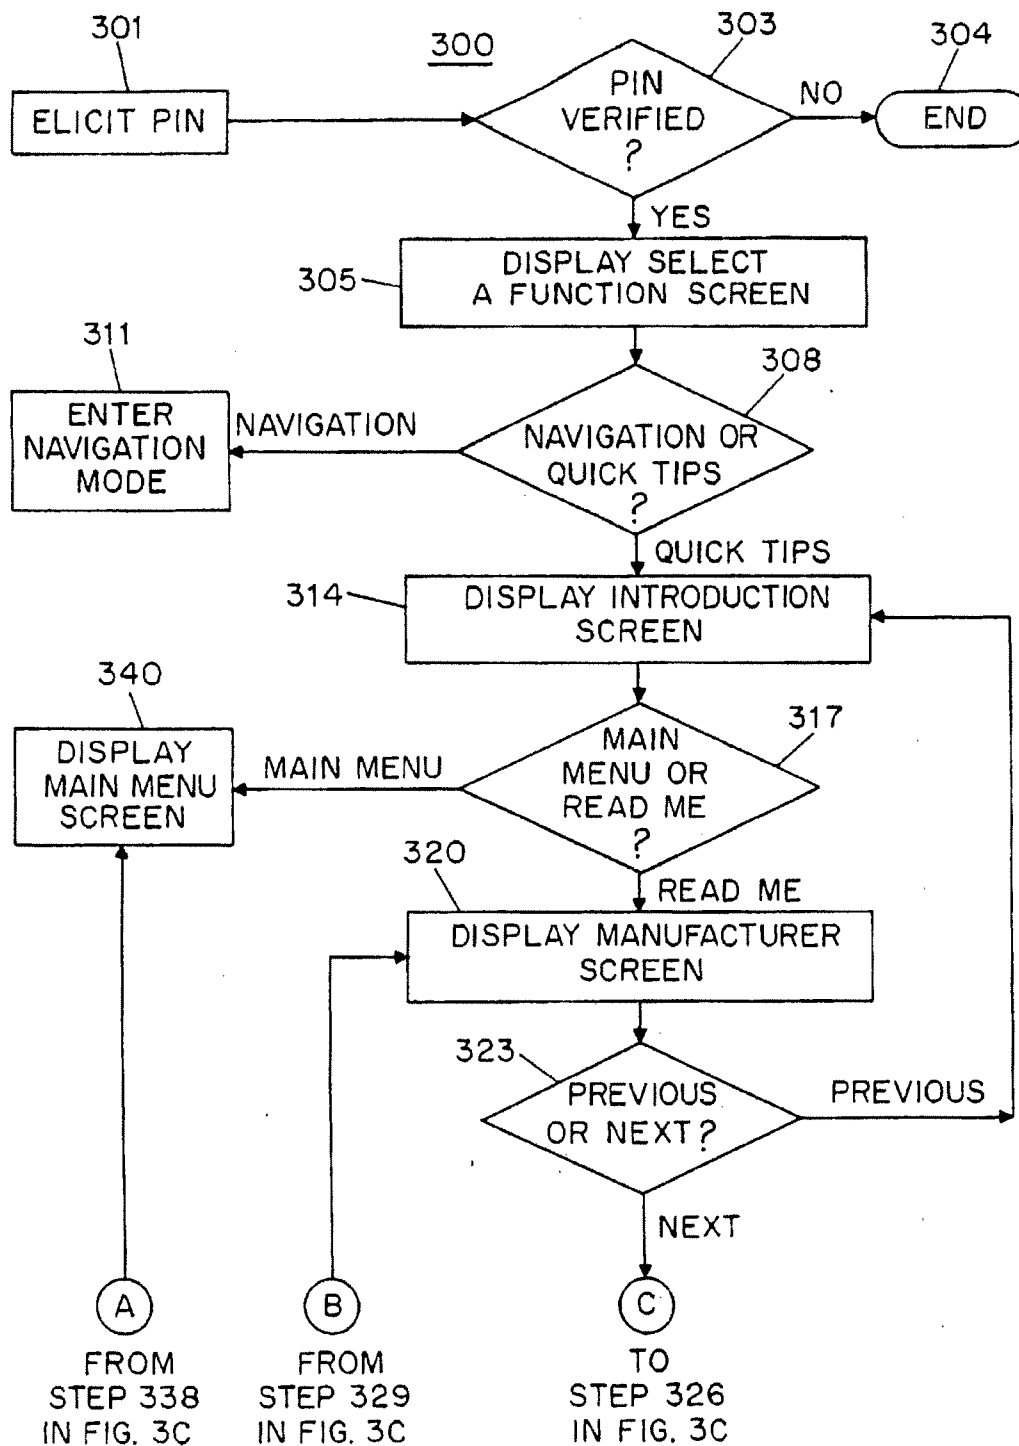 301
300
303
304
ELICIT PIN
PIN
VERIFIED
?
NO
END
YES
305
DISPLAY SELECT
A FUNCTION SCREEN
311
308
ENTER
NAVIGATION
MODE
NAVIGATION
NAVIGATION OR
QUICK TIPS
?
QUICK TIPS
314
DISPLAY INTRODUCTION
SCREEN
340
317
DISPLAY
MAIN MENU
SCREEN
MAIN MENU
MAIN
MENU OR
READ ME
?
320
READ ME
DISPLAY MANUFACTURER
SCREEN
323
PREVIOUS
OR NEXT?
PREVIOUS
NEXT
A
B
C
FROM
STEP 338
IN FIG. 3C
FROM
STEP 329
IN FIG. 3C
TO
STEP 326
IN FIG. 3C